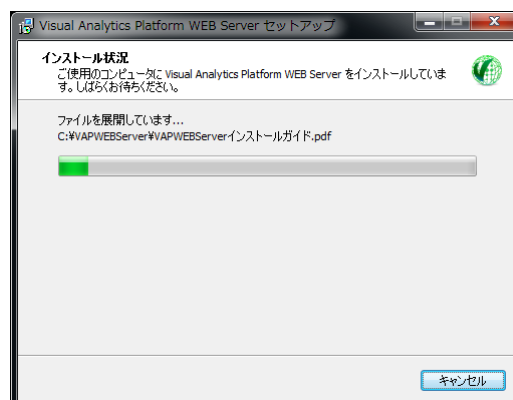 Visual Analytics Platform WEB Server セットアップ
インストール状況
ご使用のコンピュータに Visual Analytics Platform WEB Server をインストールしていま
す。しばらくお待ちください。
ファイルを展開しています...
C:¥VAPWEBServer¥VAPWEBServerインストールガイド.pdf
キャンセル